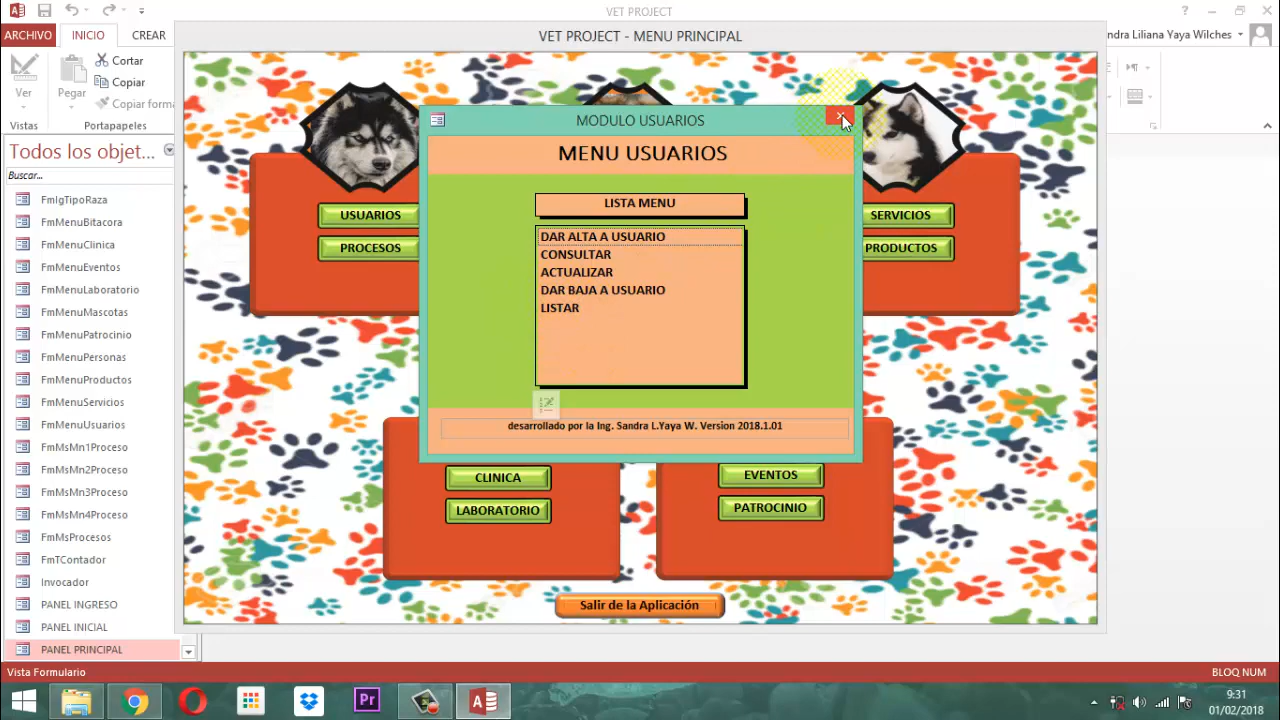 VET PROJECT
ARCHIVO
INICIO
CREAR
ndra Liliana Yaya Wilches
Ver
Pegar
Cortar
Copiar
Copiar forma
Vistas
Portapapeles
VET PROJECT - MENU PRINCIPAL
Todos los objet...
Buscar...
FmIgTipoRaza
FmMenuBitacora
FmMenuClinica
FmMenuEventos
FmMenuLaboratorio
FmMenuMascotas
FmMenuPatrocinio
FmMenuPersonas
FmMenuProductos
FmMenuServicios
FmMenuUsuarios
FmMsMn1Proceso
FmMsMn2Proceso
FmMsMn3Proceso
FmMsMn4Proceso
FmMsProcesos
FmTContador
Invocador
PANEL INGRESO
PANEL INICIAL
PANEL PRINCIPAL
USUARIOS
PROCESOS
SERVICIOS
PRODUCTOS
MODULO USUARIOS
MENU USUARIOS
LISTA MENU
DAR ALTA A USUARIO
CONSULTAR
ACTUALIZAR
DAR BAJA A USUARIO
LISTAR
desarrollado por la Ing. Sandra L.Yaya W. Version 2018.1.01
CLINICA
LABORATORIO
EVENTOS
PATROCINIO
Salir de la Aplicación
Vista Formulario
BLOQ NUM
Pr
9:31
01/02/2018